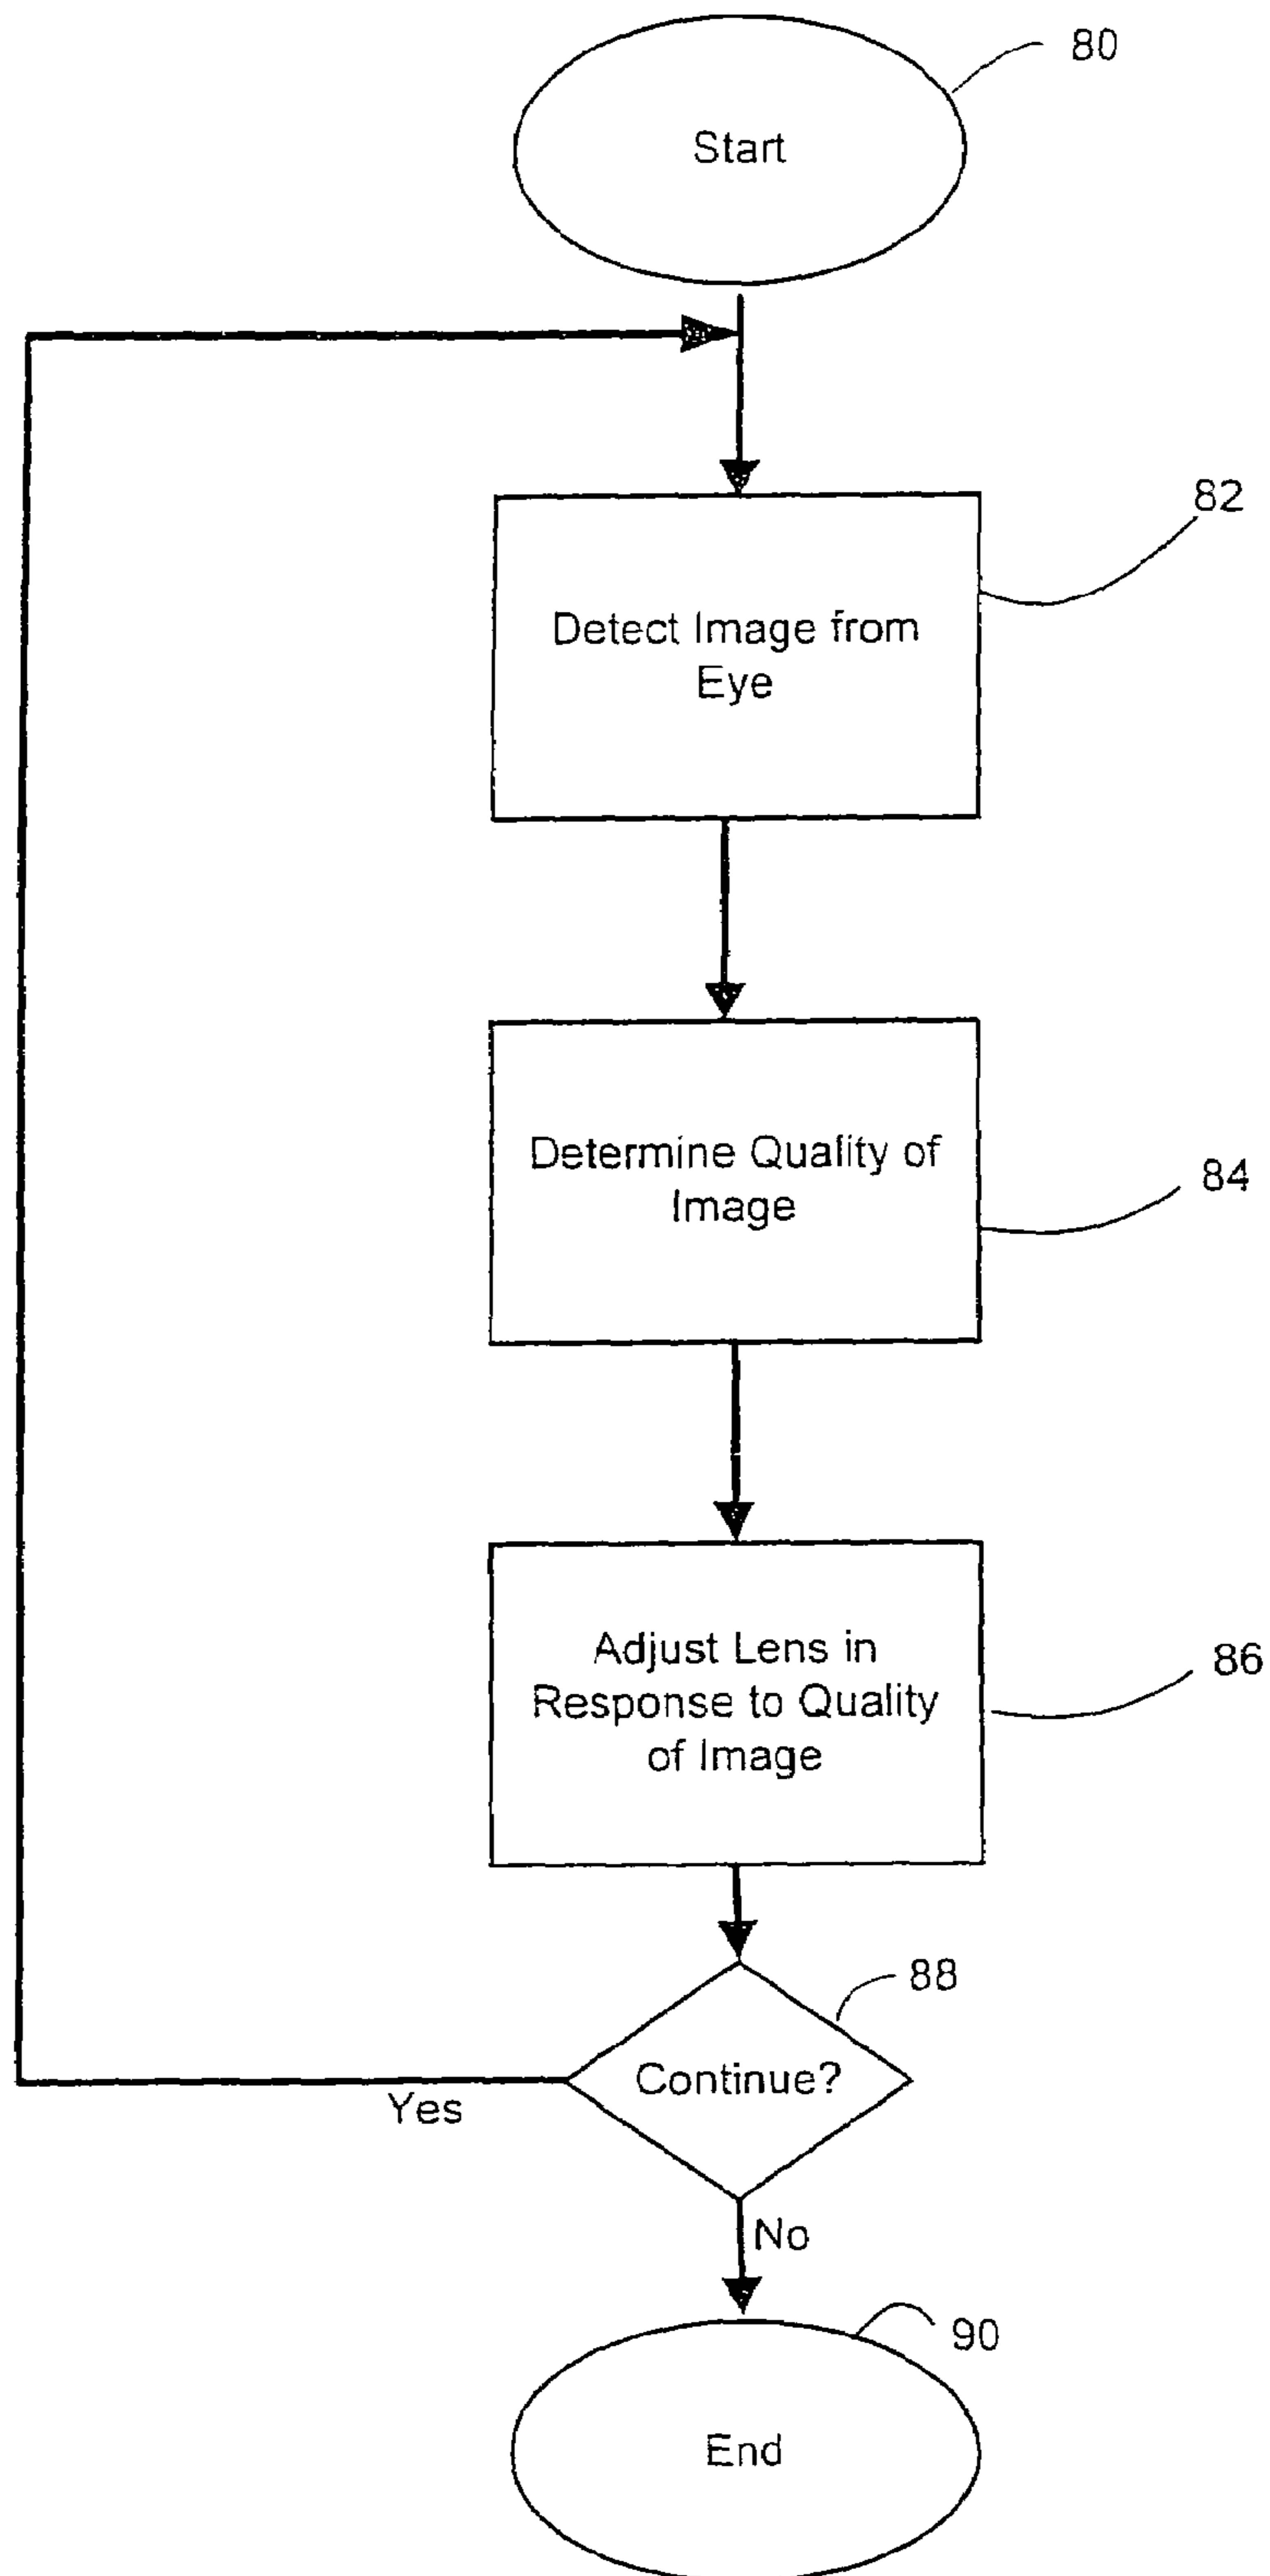 80
Start
82
Detect Image from
Eye
84
Determine Quality of
Image
86
Adjust Lens in
Response to Quality
of Image
88
Continue?
Yes
No
90
End